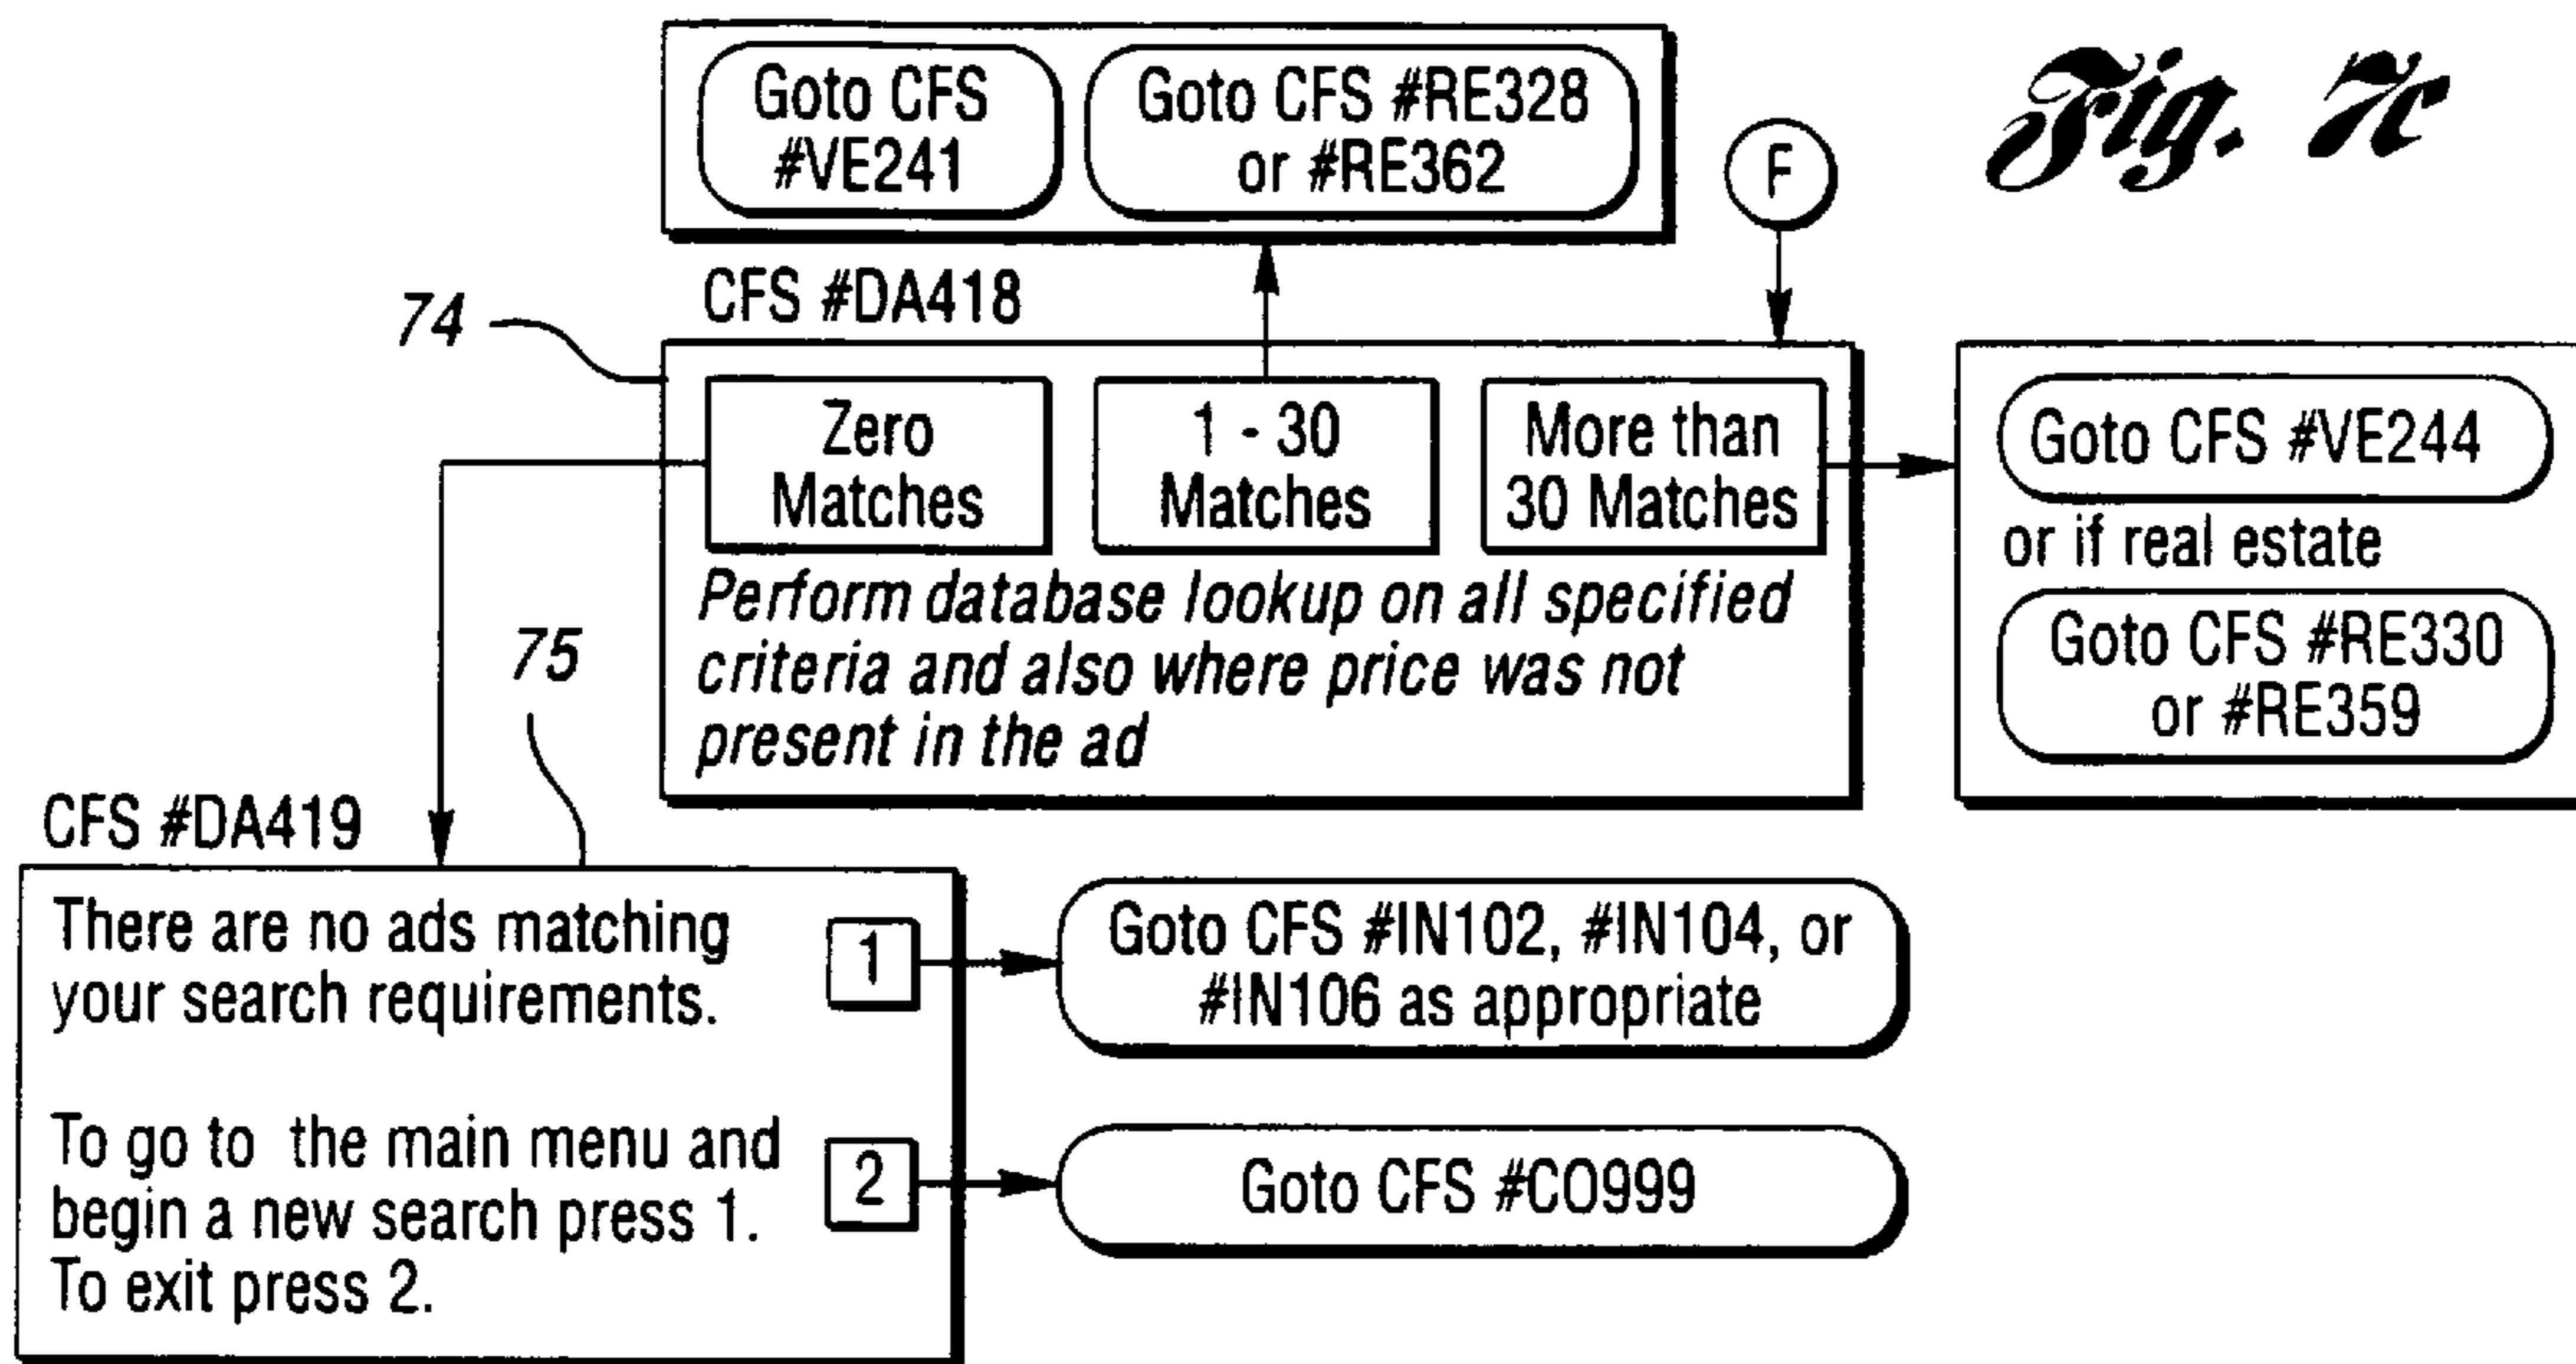 Fig. 7c
Goto CFS
#VE241
Goto CFS #RE328
or #RE362
F
CFS #DA418
74
Zero
Matches
1 - 30
Matches
More than
30 Matches
Perform database lookup on all specified
criteria and also where price was not
present in the ad
Goto CFS #VE244
or if real estate
Goto CFS #RE330
or #RE359
75
CFS #DA419
There are no ads matching
your search requirements.
To go to the main menu and
begin a new search press 1.
To exit press 2.
1
Goto CFS #IN102, #IN104, or
#IN106 as appropriate
2
Goto CFS #CO999